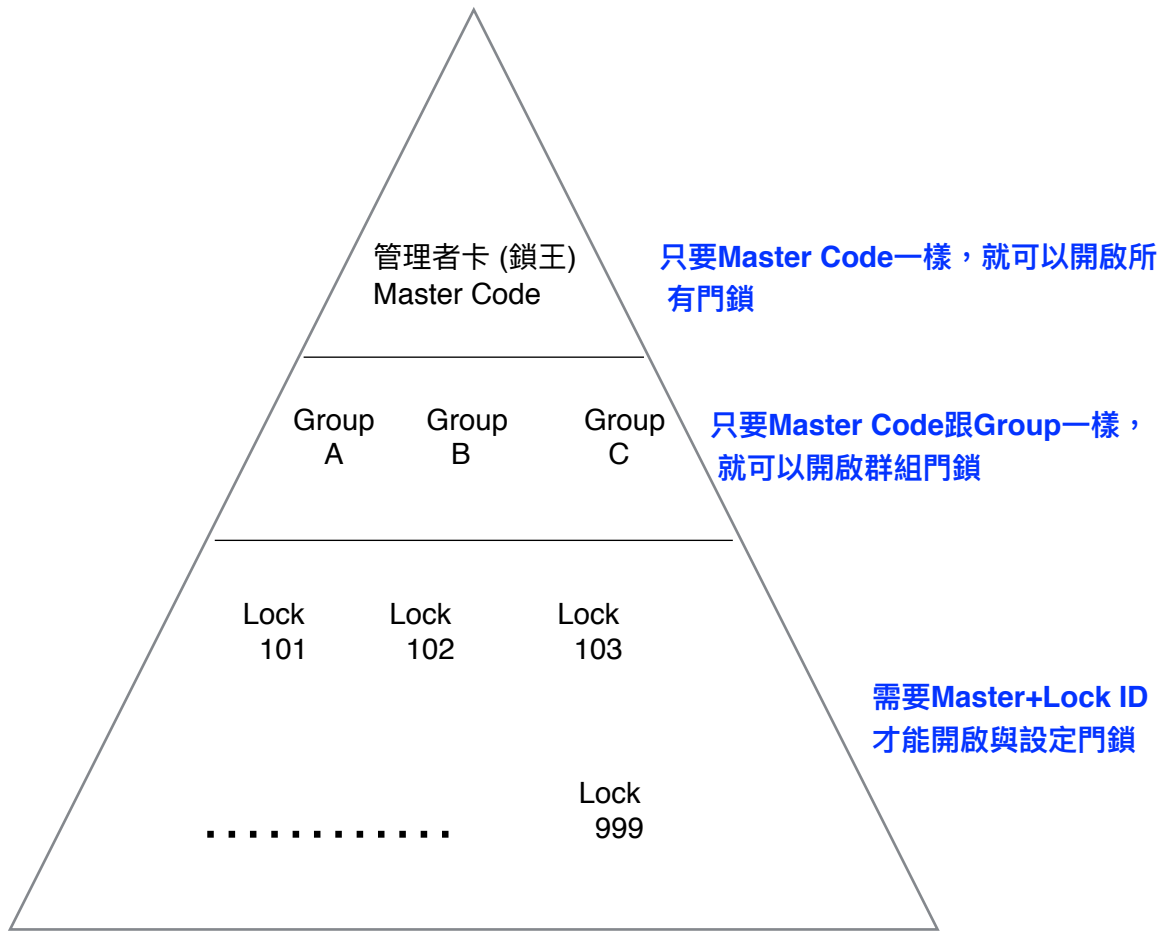 管理者卡 (鎖王)
Master Code
只要Master Code一樣，就可以開啟所
有門鎖
Group
A
Group
B
Group
C
只要Master Code跟Group一樣，
就可以開啟群組門鎖
Lock
101
Lock
102
Lock
103
需要Master+Lock ID
才能開啟與設定門鎖
............
Lock
999